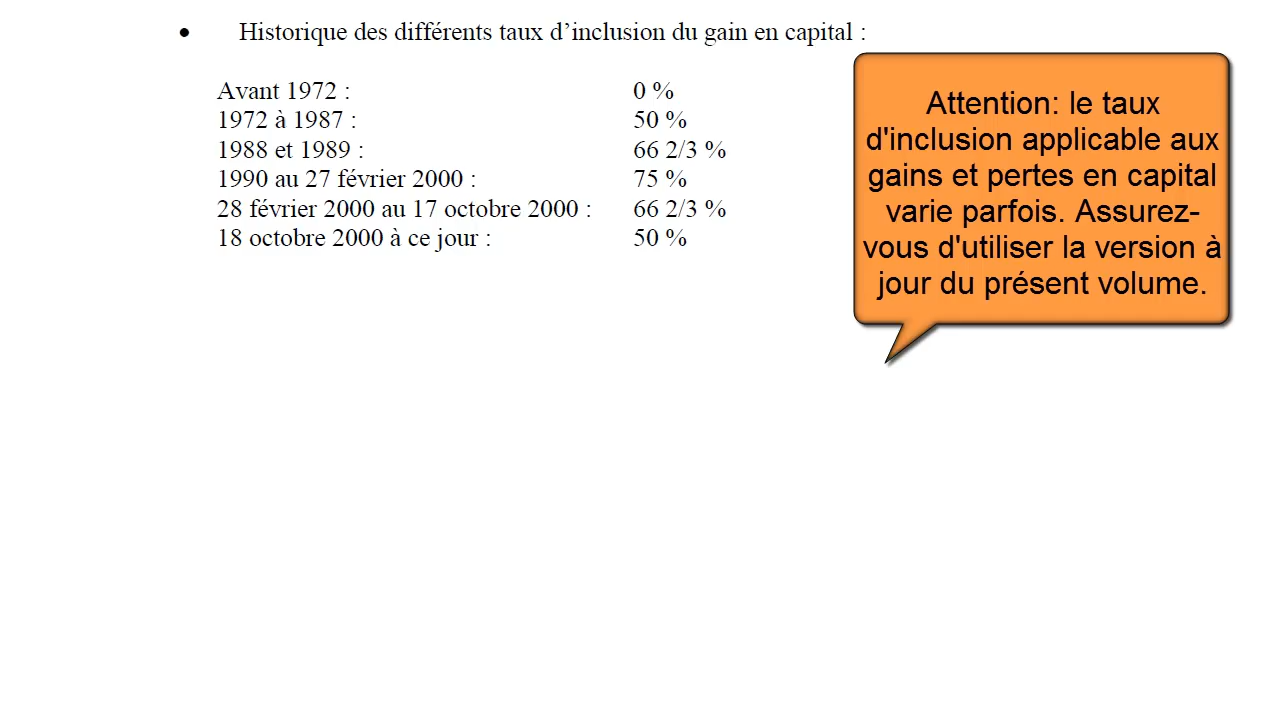 • Historique des différents taux d’inclusion du gain en capital :
Avant 1972 : 0 %
1972 à 1987 : 50 %
1988 et 1989 : 66 2/3 %
1990 au 27 février 2000 : 75 %
28 février 2000 au 17 octobre 2000 : 66 2/3 %
18 octobre 2000 à ce jour : 50 %
Attention: le taux
d'inclusion applicable aux
gains et pertes en capital
varie parfois. Assurez-
vous d'utiliser la version à
jour du présent volume.